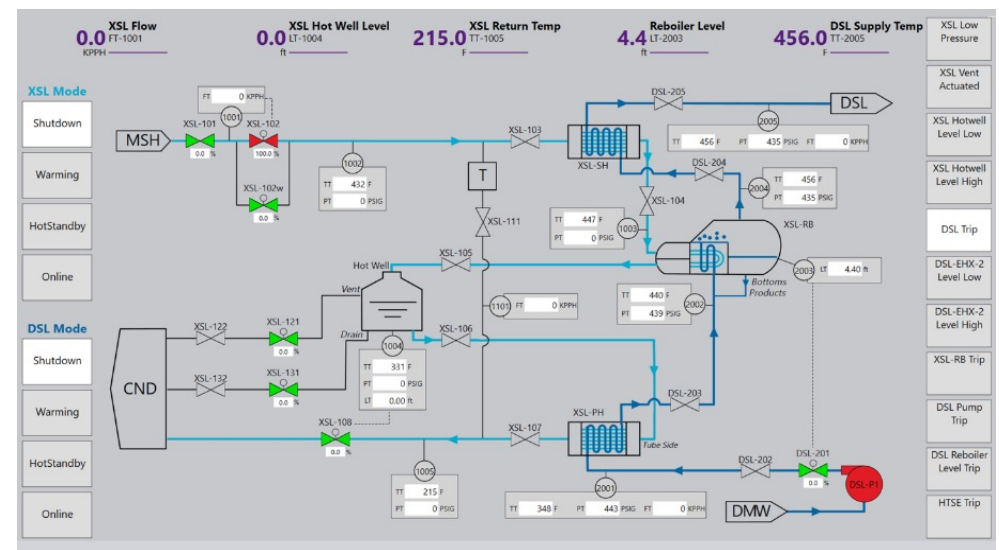 XSL Flow
0.0 FT-1001
KPPH
XSL Hot Well Level
0.0 LT-1004
ft
XSL Return Temp
215.0 TT-1005
F
Reboiler Level
4.4 LT-2003
ft
DSL Supply Temp
456.0 TT-2005
F
XSL Mode
Shutdown
Warming
HotStandby
Online
DSL Mode
Shutdown
Warming
HotStandby
Online
XSL Low
Pressure
XSL Vent
Actuated
XSL Hotwell
Level Low
XSL Hotwell
Level High
DSL Trip
DSL-EHX-2
Level Low
DSL-EHX-2
Level High
XSL-RB Trip
DSL Pump
Trip
DSL Reboiler
Level Trip
HTSE Trip
FT 0 KPPH
1001
XSL-101
XSL-102
MSH
0.0 %
100.0 %
XSL-102w
0.0 %
1002
TT 432 F
PT 0 PSIG
T
XSL-103
XSL-111
XSL-SH
DSL-205
DSL
2005
TT 456 F PT 435 PSIG FT 0 KPPH
DSL-204
2004
TT 456 F
PT 435 PSIG
XSL-104
TT 447 F
PT 0 PSIG
1003
XSL-RB
2003
LT 4.40 ft
Bottoms
Products
TT 440 F
PT 439 PSIG
2002
XSL-105
Hot Well
Vent
Drain
XSL-122
XSL-121
0.0 %
XSL-132
XSL-131
0.0 %
CND
1004
TT 331 F
PT 0 PSIG
LT 0.00 ft
XSL-106
1101
FT 0 KPPH
XSL-108
0.0 %
1005
TT 215 F
PT 0 PSIG
XSL-107
XSL-PH
Tube Side
DSL-203
2001
TT 348 F PT 443 PSIG FT 0 KPPH
DSL-202
DSL-201
0.0 %
DSL-P1
DMW